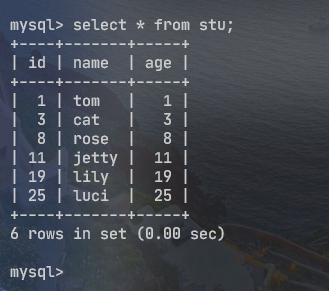 mysql> select * from stu;
+----+-------+-----+
| id | name  | age |
+----+-------+-----+
|  1 | tom   |   1 |
|  3 | cat   |   3 |
|  8 | rose  |   8 |
| 11 | jetty |  11 |
| 19 | lily  |  19 |
| 25 | luci  |  25 |
+----+-------+-----+
6 rows in set (0.00 sec)
mysql>